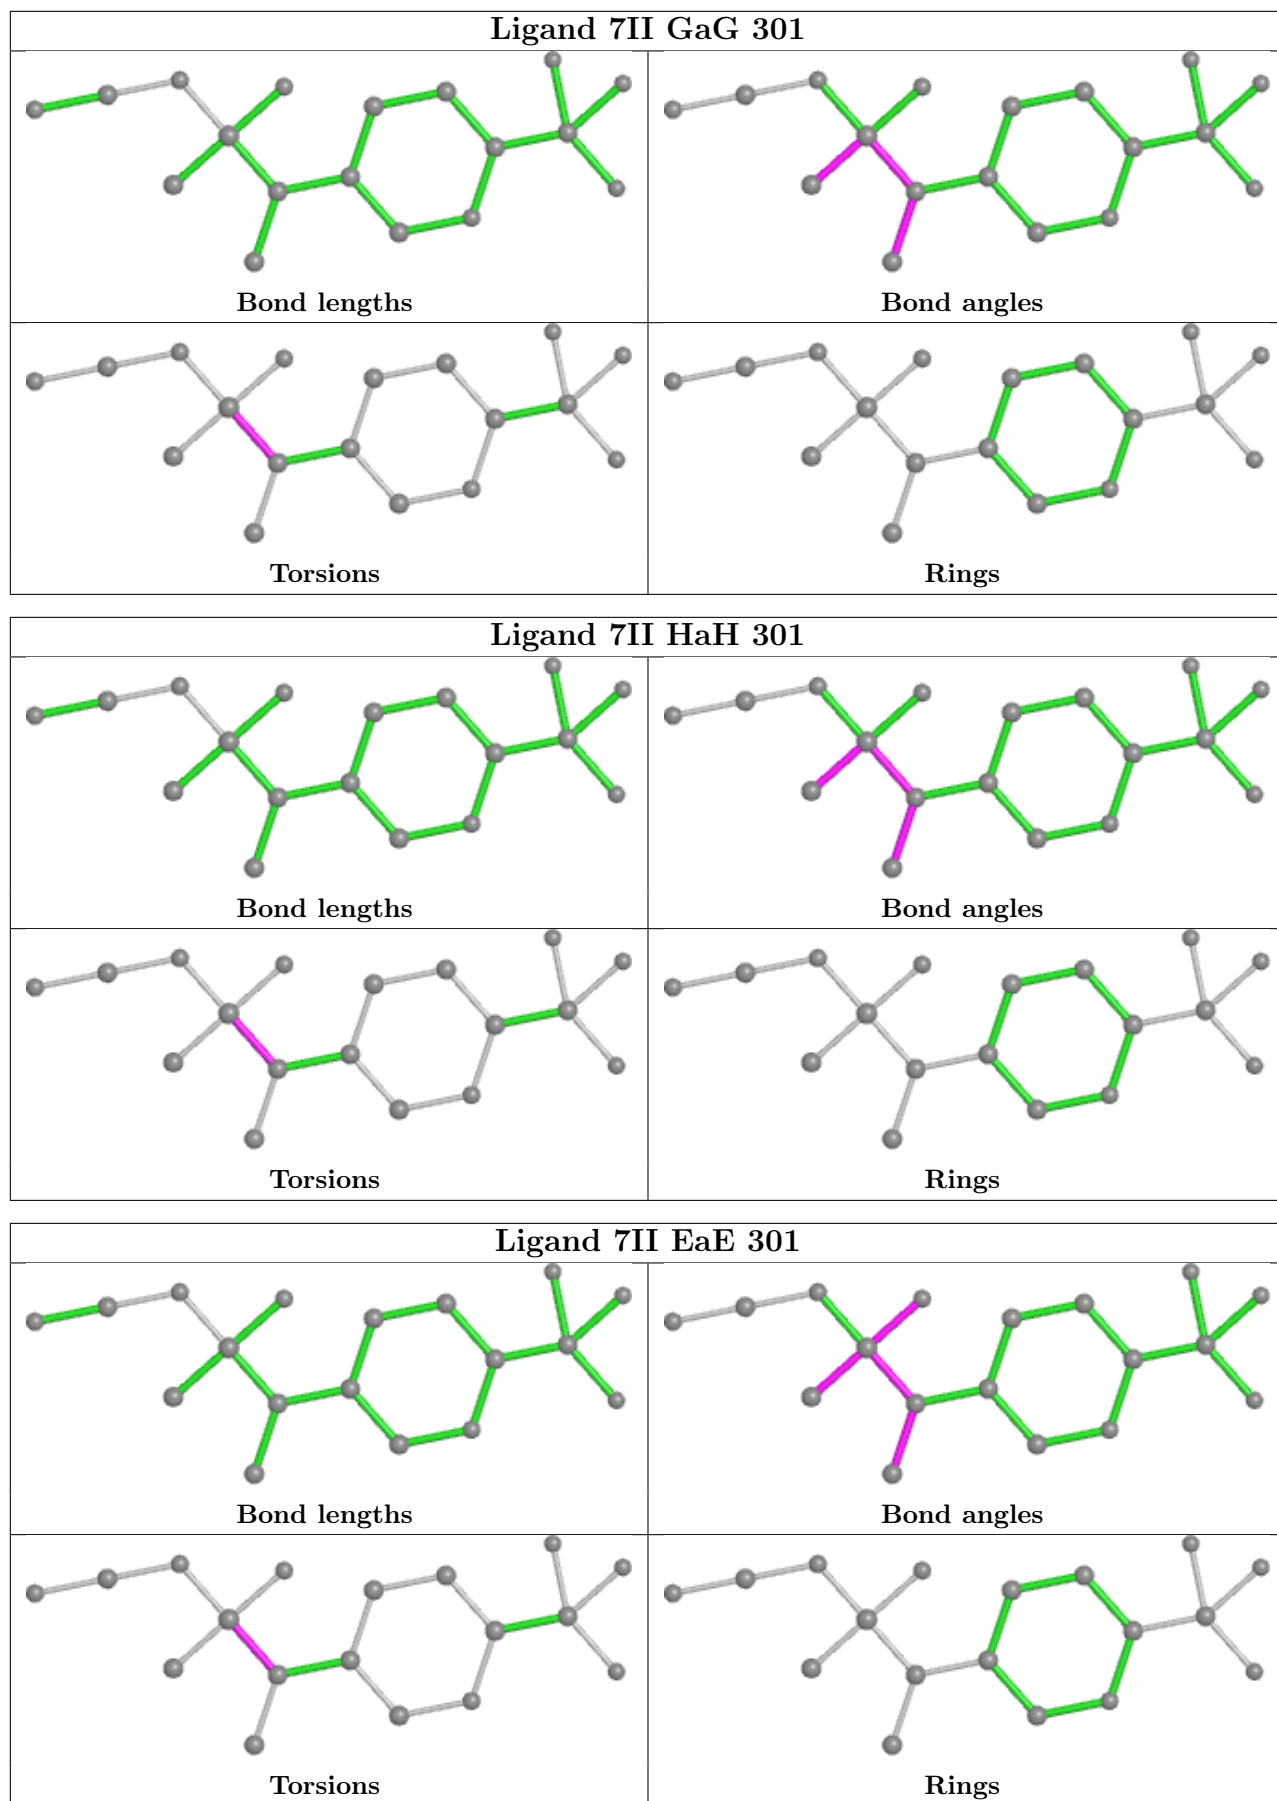 Ligand 7II GaG 301
Bond lengths
Bond angles
Torsions
Rings
Ligand 7II HaH 301
Bond lengths
Bond angles
Torsions
Rings
Ligand 7II EaE 301
Bond lengths
Bond angles
Torsions
Rings